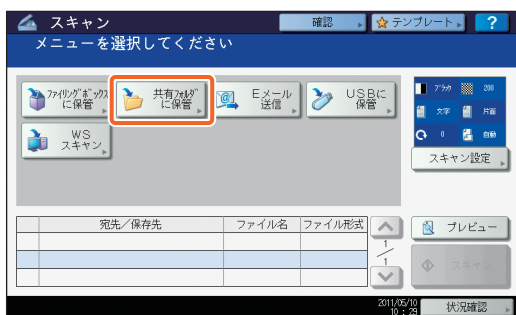 スキャン
確認
テンプレート
?
メニューを選択してください
ファイリングボックス
に保管
共有フォルダ
に保管
Eメール
送信
USBに
保管
WS
スキャン
ブラック
200
文字
片面
0
自動
スキャン設定
宛先/保存先
ファイル名
ファイル形式
1
1
プレビュー
スキャン
2011/05/10
10 : 29
状況確認